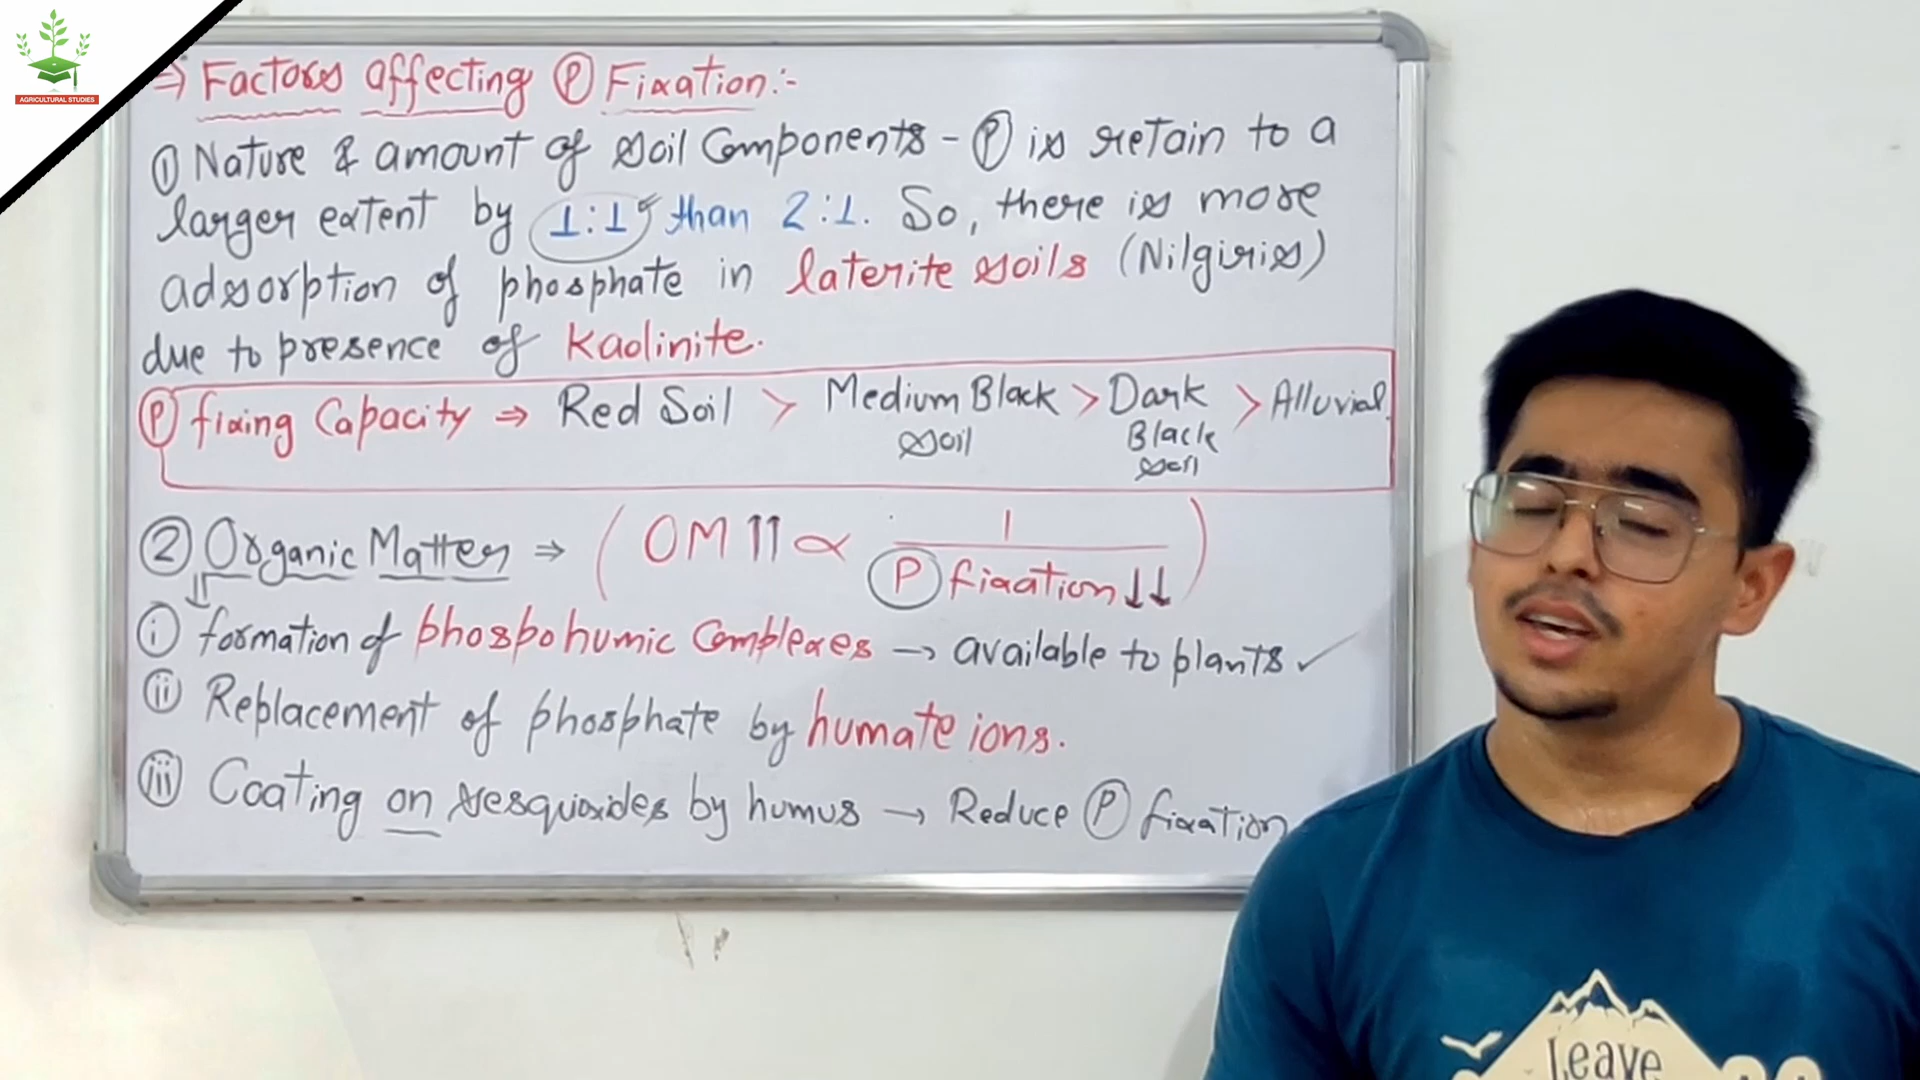 AGRICULTURAL STUDIES
⇒ Factors affecting Ⓟ Fixation:-
① Nature & amount of soil Components - Ⓟ is retain to a
larger extent by 1:1 than 2:1. So, there is more
adsorption of phosphate in laterite soils (Nilgiris)
due to presence of Kaolinite.
Ⓟ fixing Capacity ⇒ Red Soil > Medium Black soil > Dark Black soil > Alluvial.
② Organic Matter ⇒ ( OM ↑↑ ∝ 1 / Ⓟ fixation ↓↓ )
ⓘ formation of phospohumic Complexes → available to plants ✓
ⓘⓘ Replacement of phosphate by humate ions.
ⓘⓘⓘ Coating on sesquioxides by humus → Reduce Ⓟ fixation
Leave